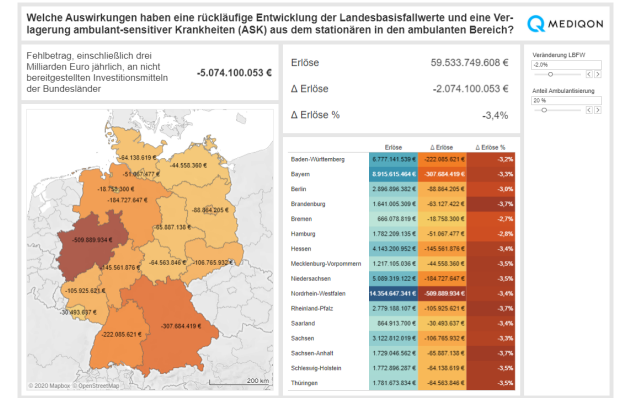 Welche Auswirkungen haben eine rückläufige Entwicklung der Landesbasisfallwerte und eine Ver-
lagerung ambulant-sensitiver Krankheiten (ASK) aus dem stationären in den ambulanten Bereich?
MEDIQON
Fehlbetrag, einschließlich drei
Milliarden Euro jährlich, an nicht
bereitgestellten Investitionsmitteln
der Bundesländer
-5.074.100.053 €
Erlöse 59.533.749.608 €
Δ Erlöse -2.074.100.053 €
Δ Erlöse % -3,4%
Veränderung LBFW
-2,0%
Anteil Ambulantisierung
20 %
-64.138.619 €
-44.558.360 €
-51.067.477 €
-18.758.300 €
-184.727.647 €
-88.864.205 €
-65.887.138 €
-509.889.934 €
-64.563.846 €
-106.765.932 €
-145.561.876 €
-105.925.621 €
-30.493.637 €
-307.684.419 €
-222.085.621 €
200 km
© 2020 Mapbox © OpenStreetMap
Erlöse Δ Erlöse Δ Erlöse %
Baden-Württemberg 6.777.141.539 € -222.085.621 € -3,2%
Bayern 8.915.615.464 € -307.684.419 € -3,3%
Berlin 2.896.896.382 € -88.864.205 € -3,0%
Brandenburg 1.641.005.309 € -63.127.422 € -3,7%
Bremen 666.078.819 € -18.758.300 € -2,7%
Hamburg 1.782.209.135 € -51.067.477 € -2,8%
Hessen 4.143.200.952 € -145.561.876 € -3,4%
Mecklenburg-Vorpommern 1.217.105.036 € -44.558.360 € -3,5%
Niedersachsen 5.089.319.122 € -184.727.647 € -3,5%
Nordrhein-Westfalen 14.354.647.341 € -509.889.934 € -3,4%
Rheinland-Pfalz 2.779.188.107 € -105.925.621 € -3,7%
Saarland 864.913.700 € -30.493.637 € -3,4%
Sachsen 3.122.812.019 € -106.765.932 € -3,3%
Sachsen-Anhalt 1.729.046.562 € -65.887.138 € -3,7%
Schleswig-Holstein 1.772.896.287 € -64.138.619 € -3,5%
Thüringen 1.781.673.834 € -64.563.846 € -3,5%